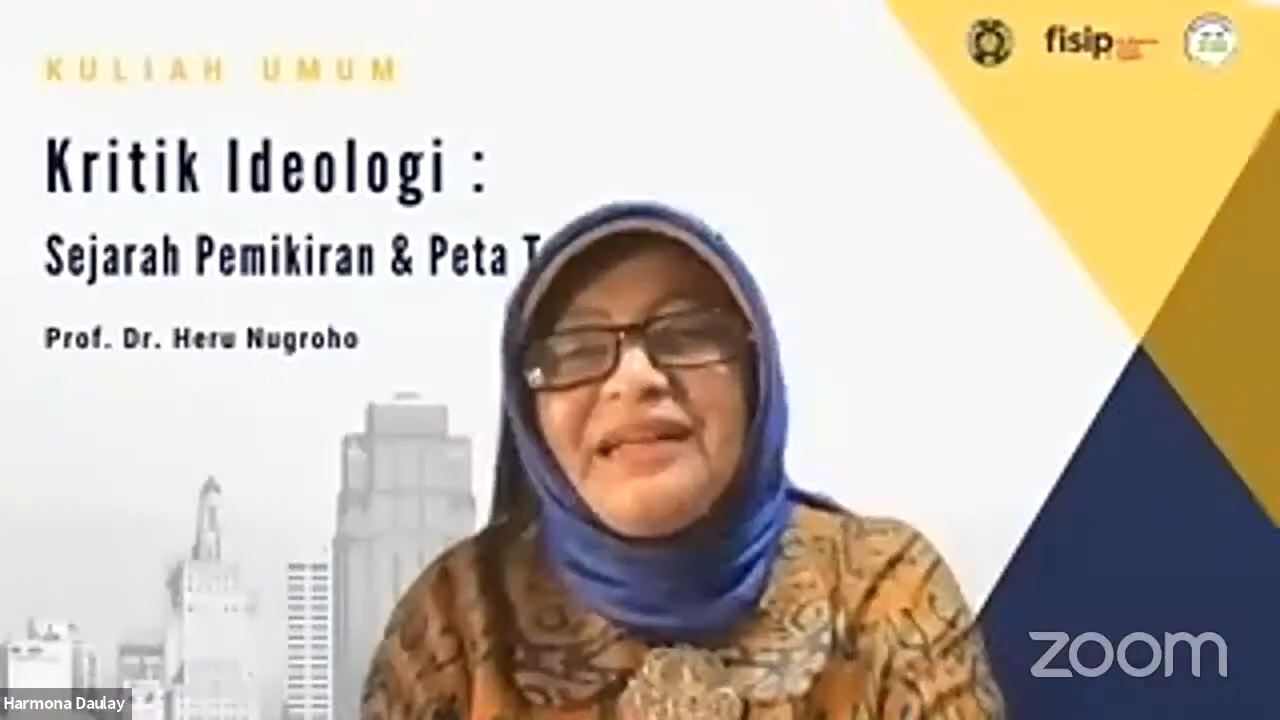 KULIAH UMUM
fisip
Kritik Ideologi :
Sejarah Pemikiran & Peta
Prof. Dr. Heru Nugroho
zoom
Harmona Daulay